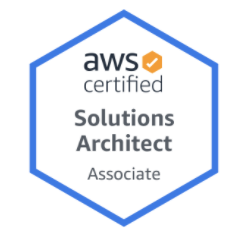 aws
certified
Solutions
Architect
Associate